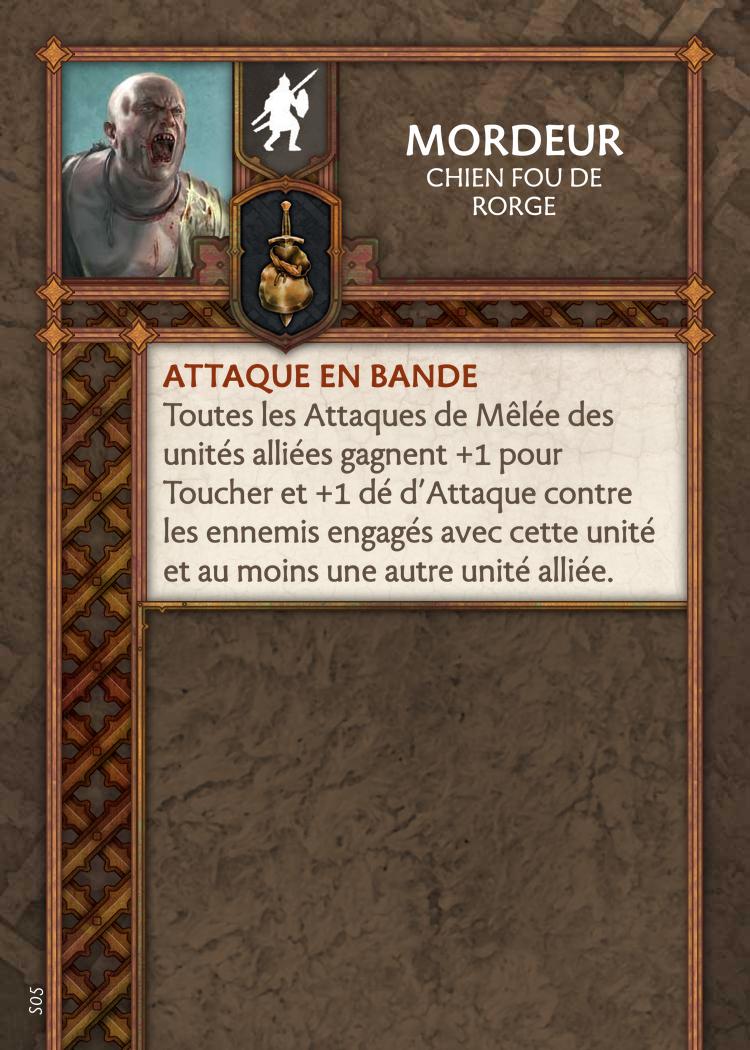 MORDEUR
CHIEN FOU DE
RORGE
ATTAQUE EN BANDE
Toutes les Attaques de Mêlée des
unités alliées gagnent +1 pour
Toucher et +1 dé d'Attaque contre
les ennemis engagés avec cette unité
et au moins une autre unité alliée.
S05